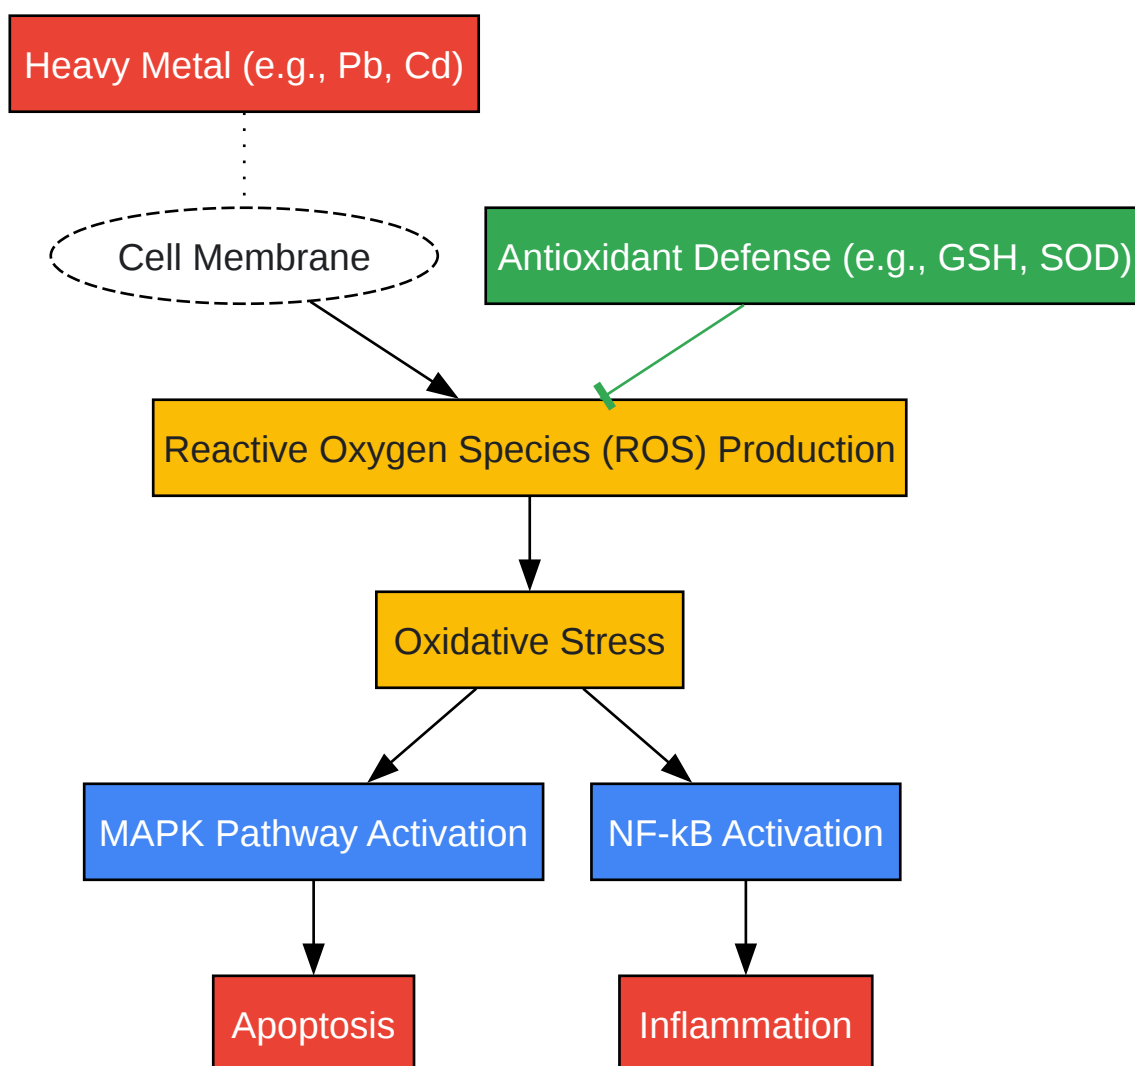 Heavy Metal (e.g., Pb, Cd)
Cell Membrane
Antioxidant Defense (e.g., GSH, SOD)
Reactive Oxygen Species (ROS) Production
Oxidative Stress
MAPK Pathway Activation
NF-kB Activation
Apoptosis
Inflammation